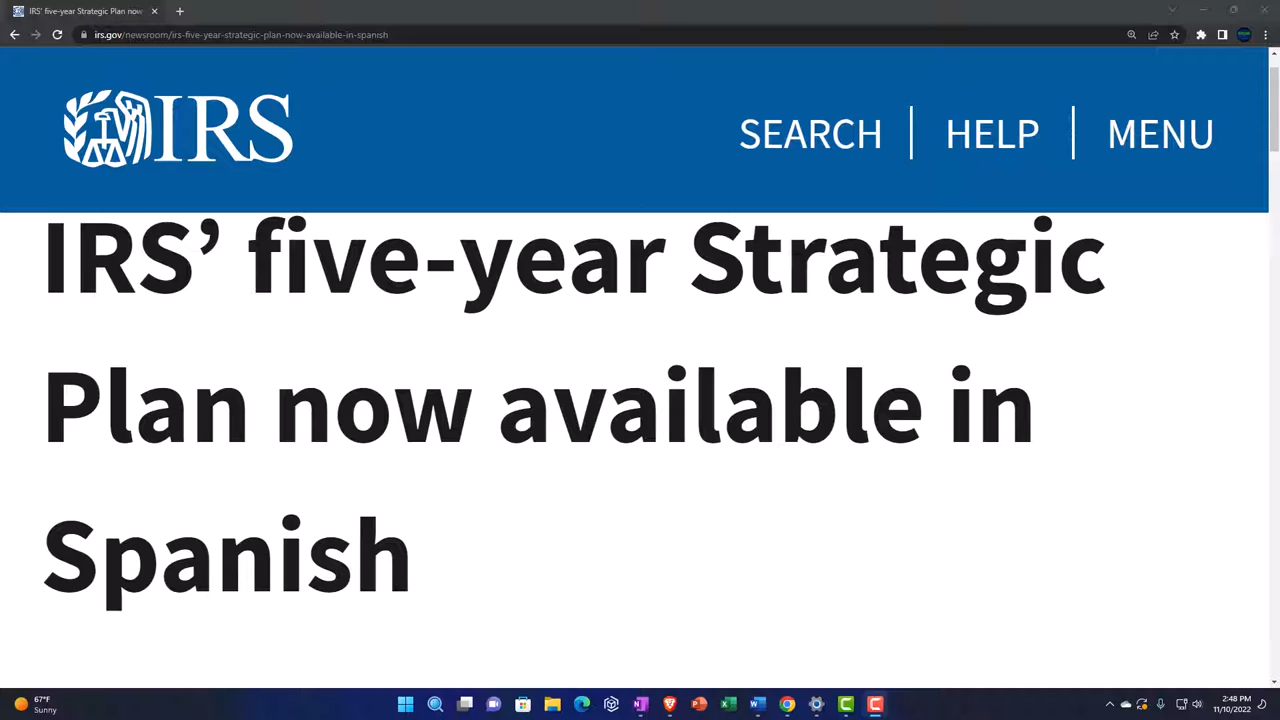 IRS' five-year Strategic Plan now
irs.gov/newsroom/irs-five-year-strategic-plan-now-available-in-spanish
IRS
SEARCH
HELP
MENU
IRS’ five-year Strategic
Plan now available in
Spanish
67°F
Sunny
2:48 PM
11/10/2022